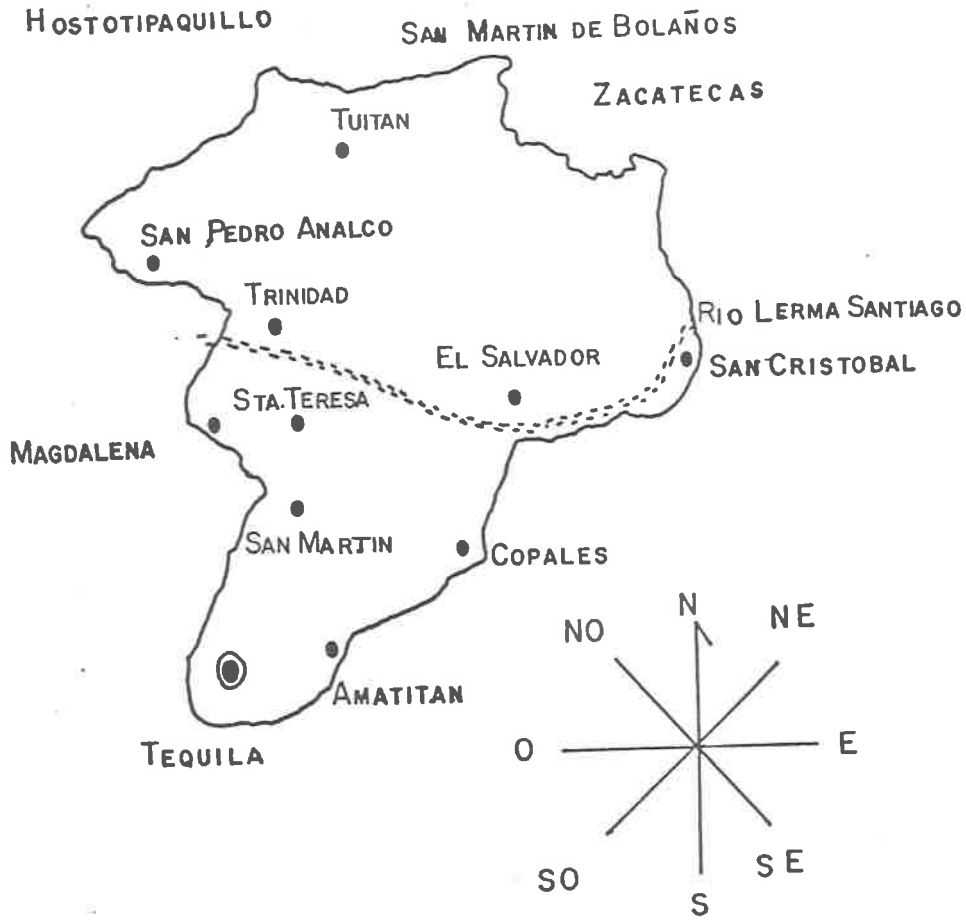 HOSTOTIPAQUILLO
SAN MARTIN DE BOLAÑOS
ZACATECAS
TUITAN
SAN PEDRO ANALCO
TRINIDAD
RIO LERMA SANTIAGO
EL SALVADOR
SAN CRISTOBAL
STA. TERESA
MAGDALENA
SAN MARTIN
COPALES
AMATITAN
TEQUILA
N
NO
NE
O
E
SO
SE
S